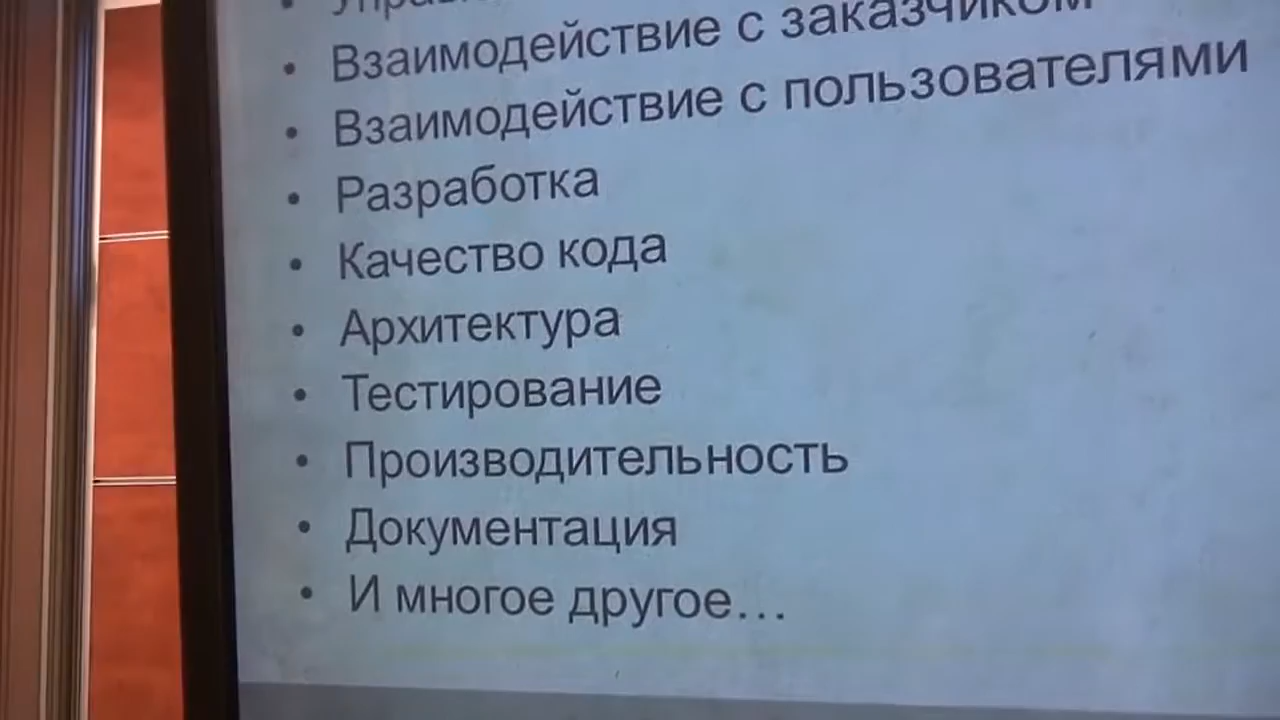 • Взаимодействие с заказчиком
• Взаимодействие с пользователями
• Разработка
• Качество кода
• Архитектура
• Тестирование
• Производительность
• Документация
• И многое другое…